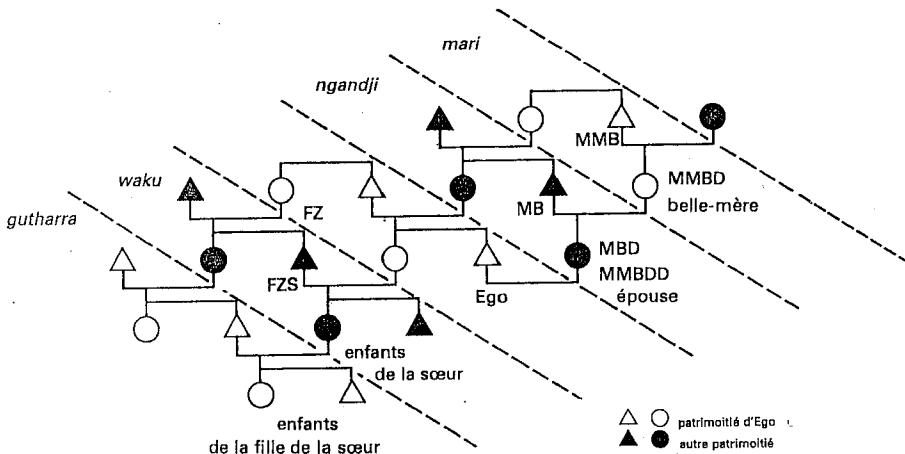 mari
ngandji
waku
gutharra
MMB
MMBD
belle-mère
FZ
MB
MBD
MMBDD
épouse
FZS
Ego
enfants
de la sœur
enfants
de la fille de la sœur
patrimoitié d'Ego
autre patrimoitié